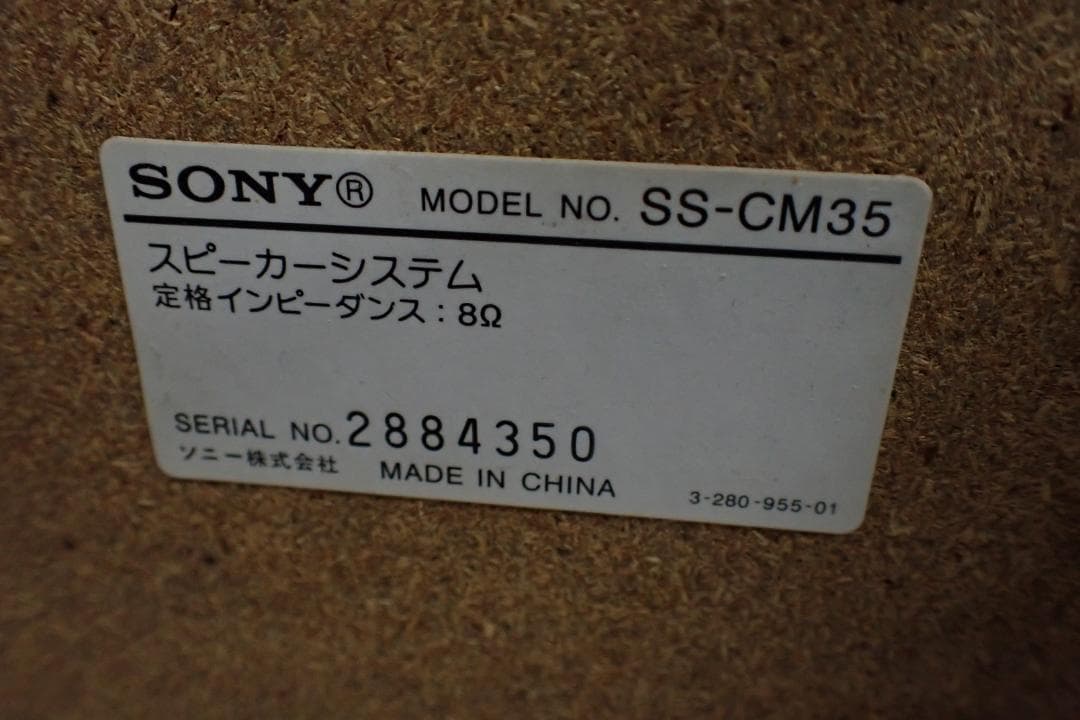 SONY® MODEL NO. SS-CM35
スピーカーシステム
定格インピーダンス：8Ω
SERIAL NO. 2884350
ソニー株式会社 MADE IN CHINA 3-280-955-01